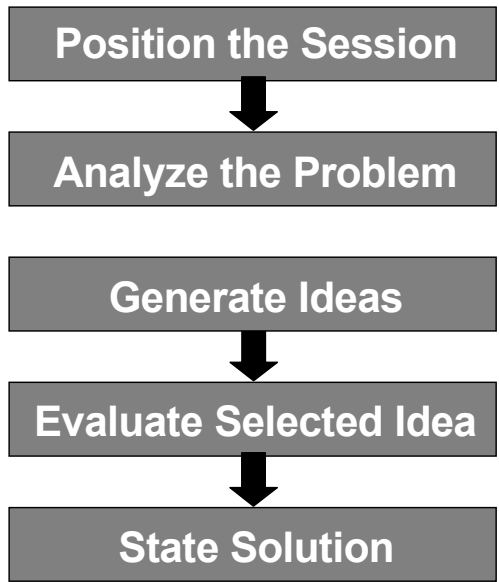 Position the Session
Analyze the Problem
Generate Ideas
Evaluate Selected Idea
State Solution